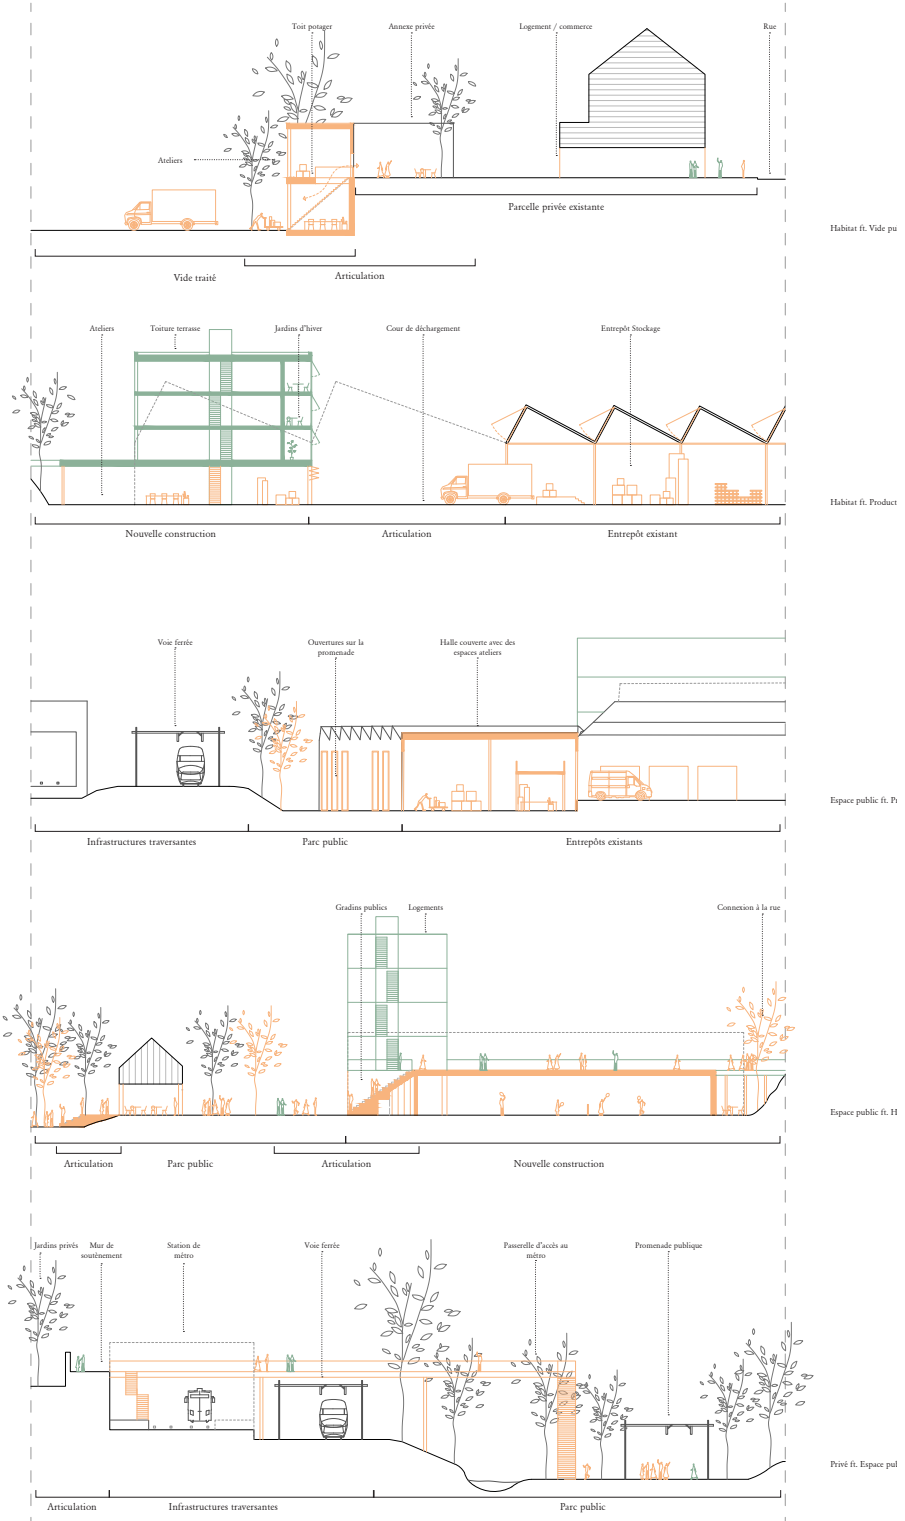 Toit potager
Annexe privée
Logement / commerce
Rue
Ateliers
Parcelle privée existante
Habitat ft. Vide pu
Vide traité
Articulation
Ateliers
Toiture terrasse
Jardins d'hiver
Cour de déchargement
Entrepôt Stockage
Habitat ft. Product
Nouvelle construction
Articulation
Entrepôt existant
Voie ferrée
Ouvertures sur la
promenade
Halle couverte avec des
espaces ateliers
Espace public ft. Pr
Infrastructures traversantes
Parc public
Entrepôts existants
Gradins publics
Logements
Connexion à la rue
Espace public ft. H
Articulation
Parc public
Articulation
Nouvelle construction
Jardins privés
Mur de
soutènement
Station de
métro
Voie ferrée
Passerelle d'accès au
métro
Promenade publique
Privé ft. Espace pub
Articulation
Infrastructures traversantes
Parc public